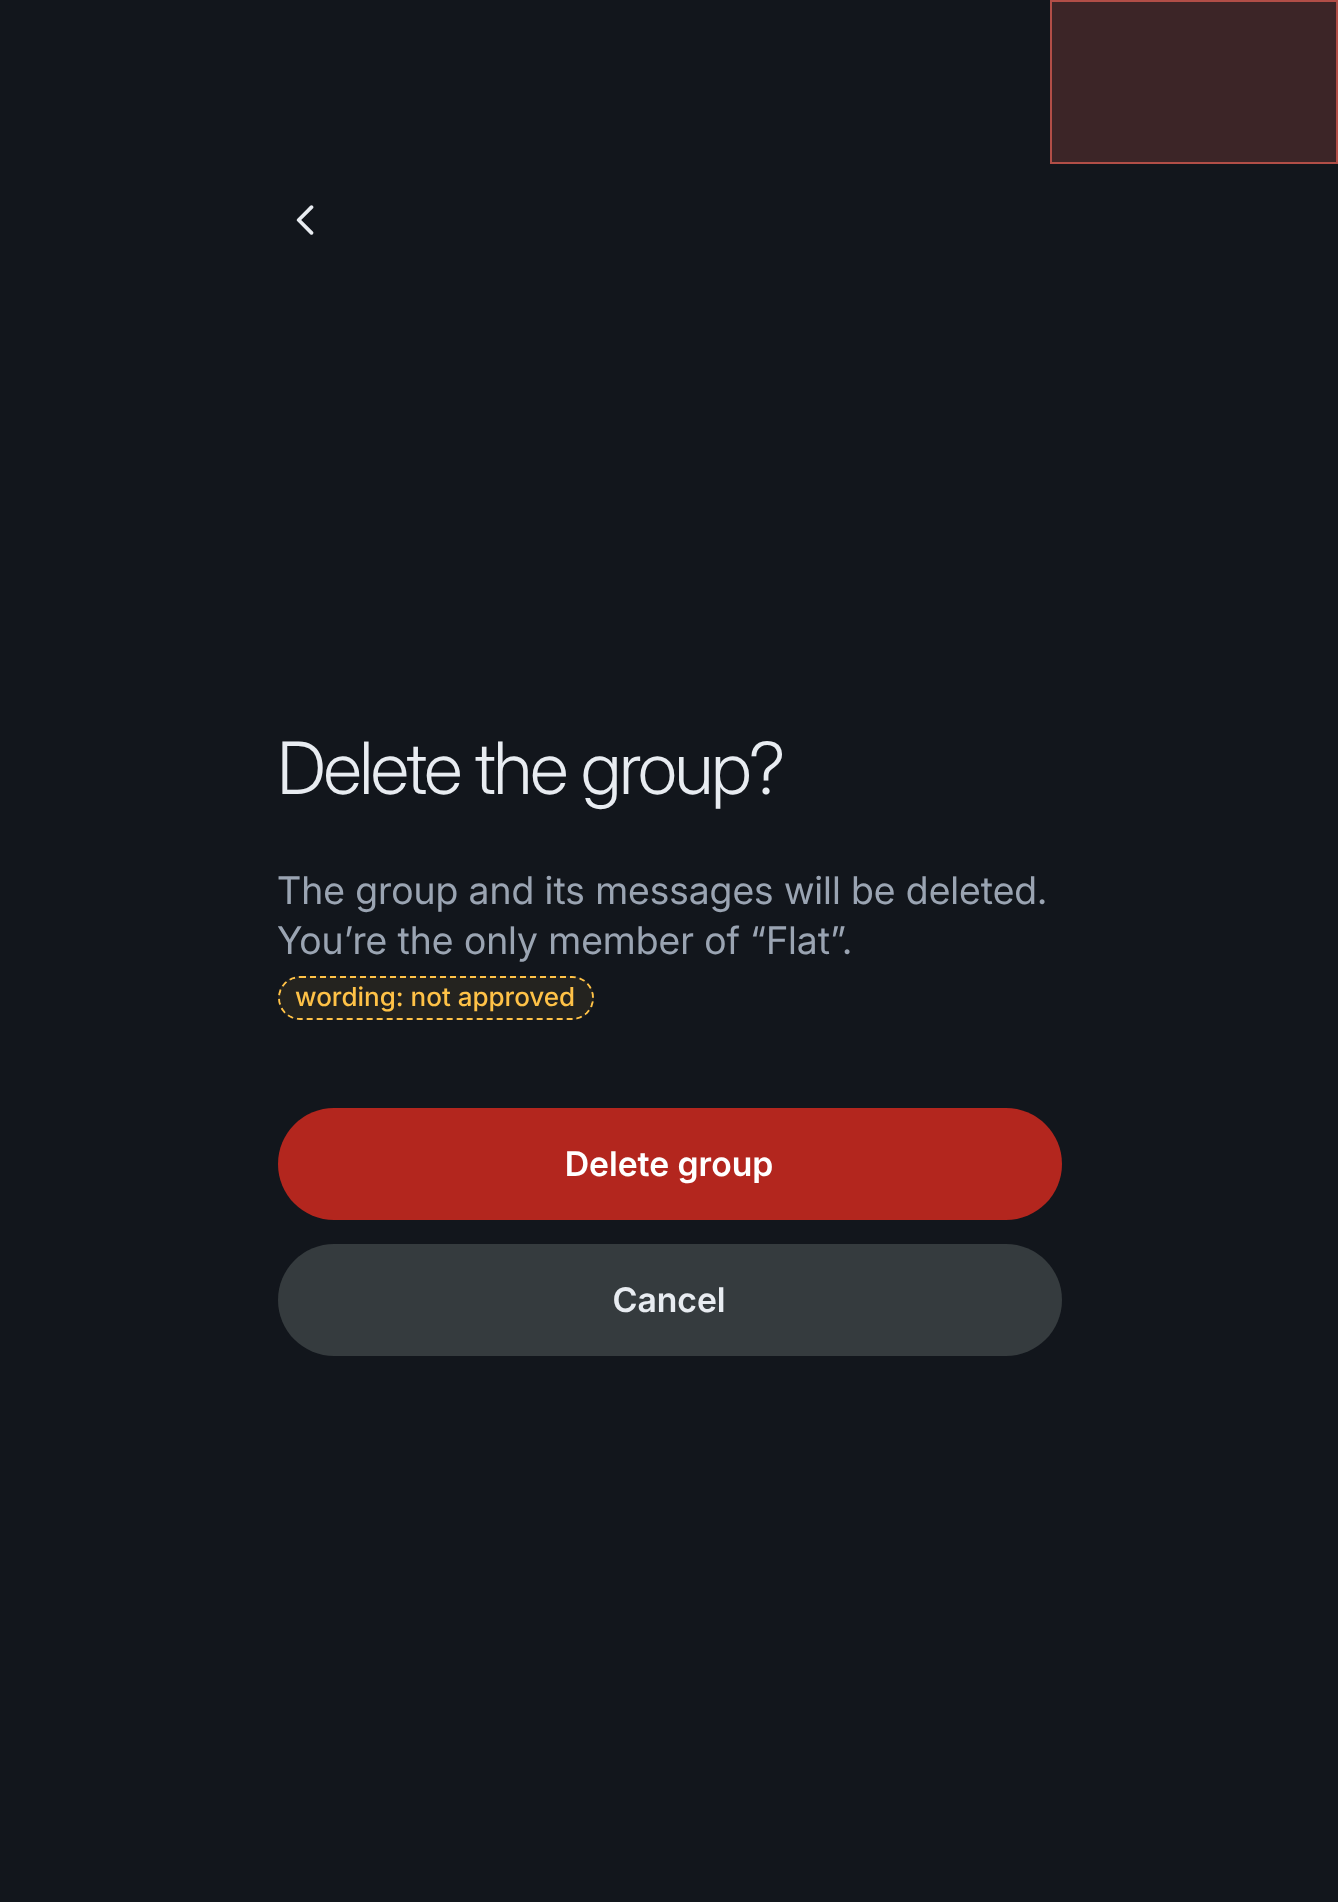 Delete the group?
The group and its messages will be deleted.
You’re the only member of “Flat”.
wording: not approved
Delete group
Cancel